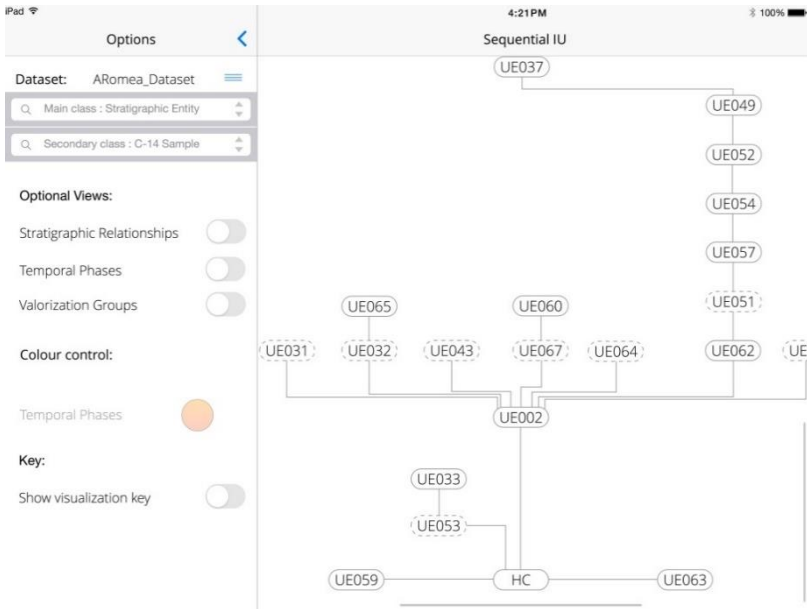 iPad
4:21PM
100%
Options
Sequential IU
Dataset: ARomea_Dataset
Main class : Stratigraphic Entity
Secondary class : C-14 Sample
Optional Views:
Stratigraphic Relationships
Temporal Phases
Valorization Groups
Colour control:
Temporal Phases
Key:
Show visualization key
UE037
UE049
UE052
UE054
UE057
UE065
UE060
UE051
UE031
UE032
UE043
UE067
UE064
UE062
UE
UE002
UE033
UE053
UE059
HC
UE063